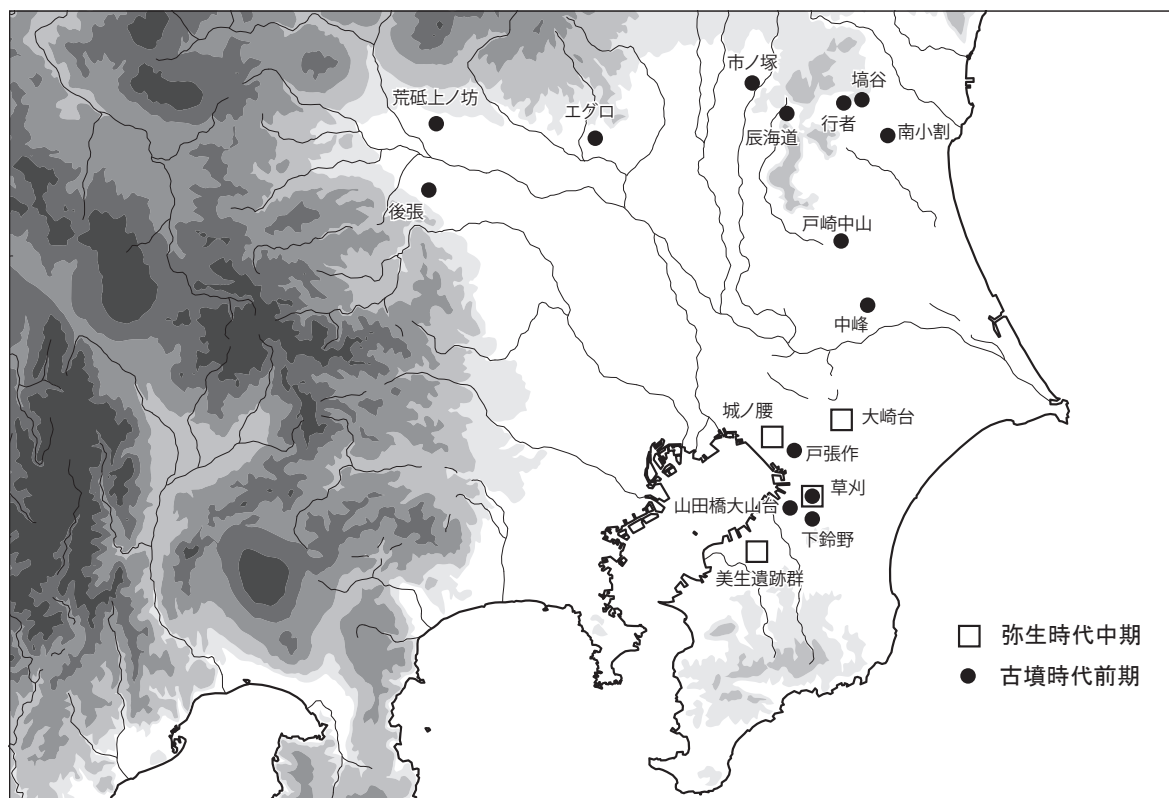 市ノ塚
塙谷
荒砥上ノ坊
エグロ
行者
辰海道
南小割
後張
戸崎中山
中峰
城ノ腰
大崎台
戸張作
草刈
山田橋大山台
下鈴野
美生遺跡群
弥生時代中期
古墳時代前期